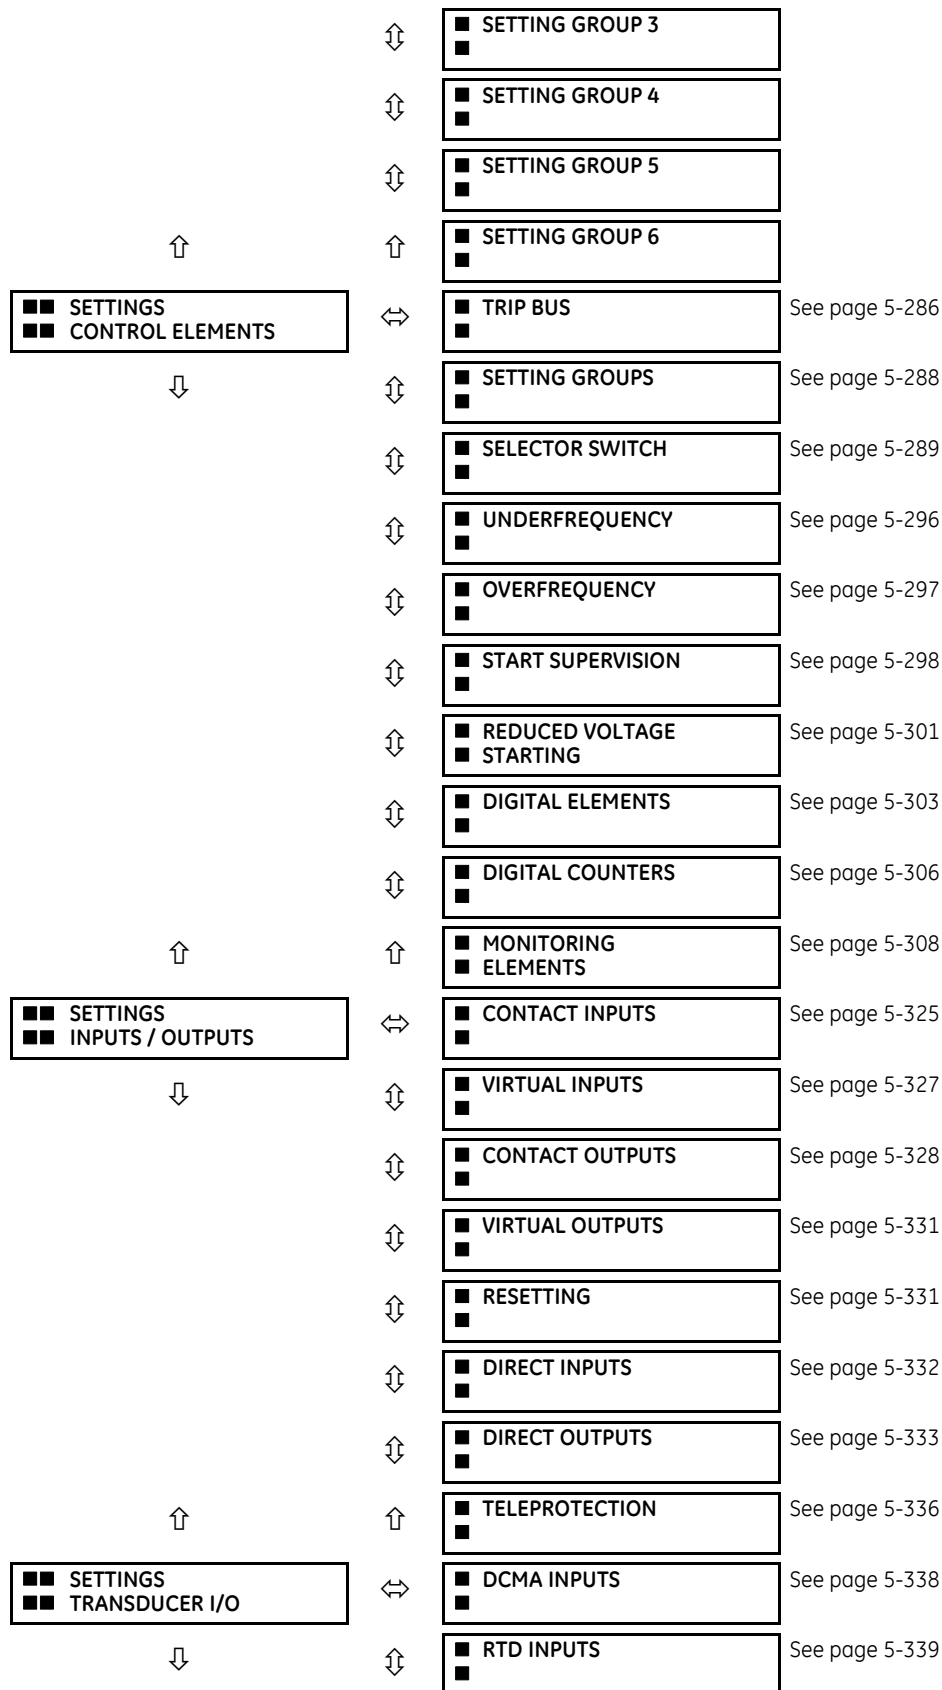 SETTING GROUP 3
SETTING GROUP 4
SETTING GROUP 5
SETTING GROUP 6
SETTINGS
CONTROL ELEMENTS
TRIP BUS
See page 5-286
SETTING GROUPS
See page 5-288
SELECTOR SWITCH
See page 5-289
UNDERFREQUENCY
See page 5-296
OVERFREQUENCY
See page 5-297
START SUPERVISION
See page 5-298
REDUCED VOLTAGE
STARTING
See page 5-301
DIGITAL ELEMENTS
See page 5-303
DIGITAL COUNTERS
See page 5-306
MONITORING
ELEMENTS
See page 5-308
SETTINGS
INPUTS / OUTPUTS
CONTACT INPUTS
See page 5-325
VIRTUAL INPUTS
See page 5-327
CONTACT OUTPUTS
See page 5-328
VIRTUAL OUTPUTS
See page 5-331
RESETTING
See page 5-331
DIRECT INPUTS
See page 5-332
DIRECT OUTPUTS
See page 5-333
TELEPROTECTION
See page 5-336
SETTINGS
TRANSDUCER I/O
DCMA INPUTS
See page 5-338
RTD INPUTS
See page 5-339